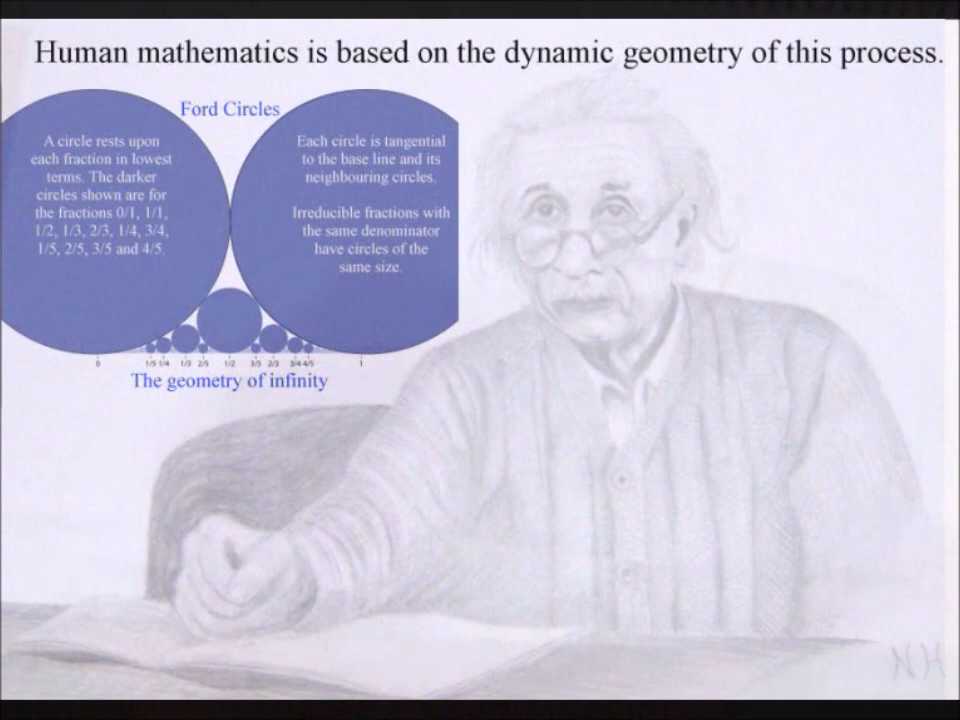 Human mathematics is based on the dynamic geometry of this process.
Ford Circles
A circle rests upon
each fraction in lowest
terms. The darker
circles shown are for
the fractions 0/1, 1/1,
1/2, 1/3, 2/3, 1/4, 3/4,
1/5, 2/5, 3/5 and 4/5.
Each circle is tangential
to the base line and its
neighbouring circles.
Irreducible fractions with
the same denominator
have circles of the
same size.
0 1/5 1/4 1/3 2/5 1/2 3/5 2/3 3/4 4/5 1
The geometry of infinity
NH